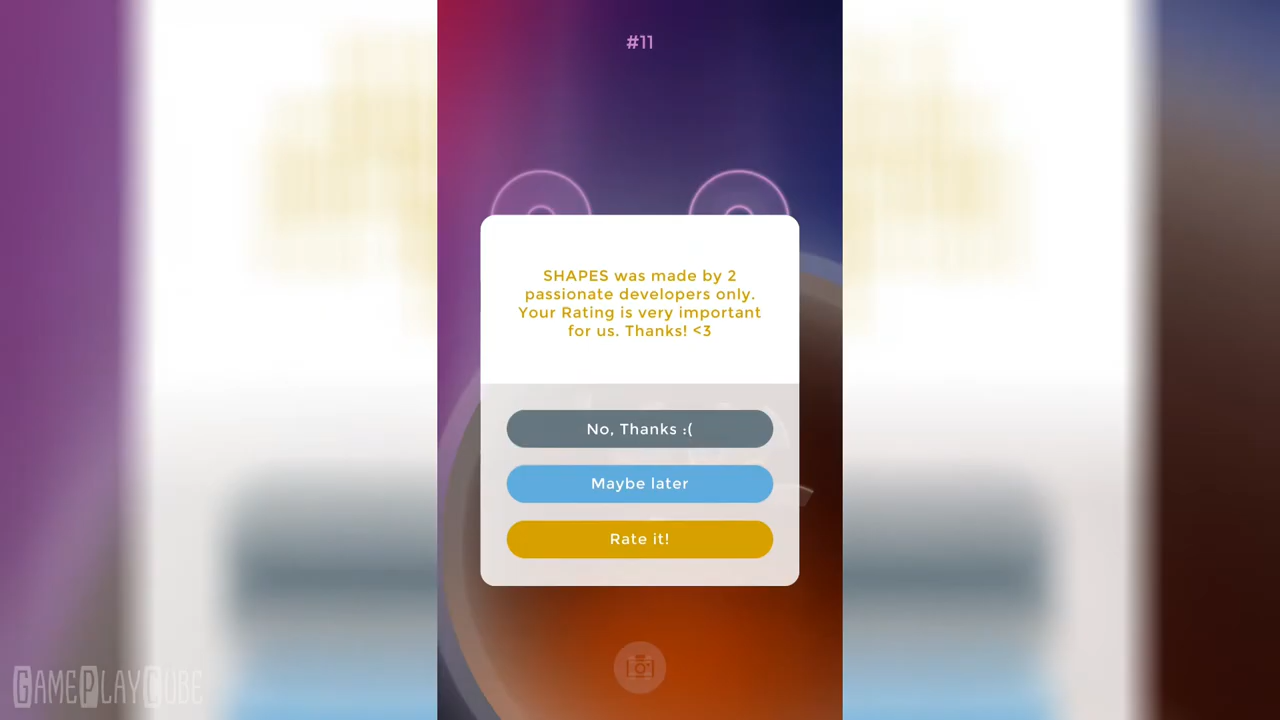 #11
SHAPES was made by 2
passionate developers only.
Your Rating is very important
for us. Thanks! <3
No, Thanks :(
Maybe later
Rate it!
GamePlayCube